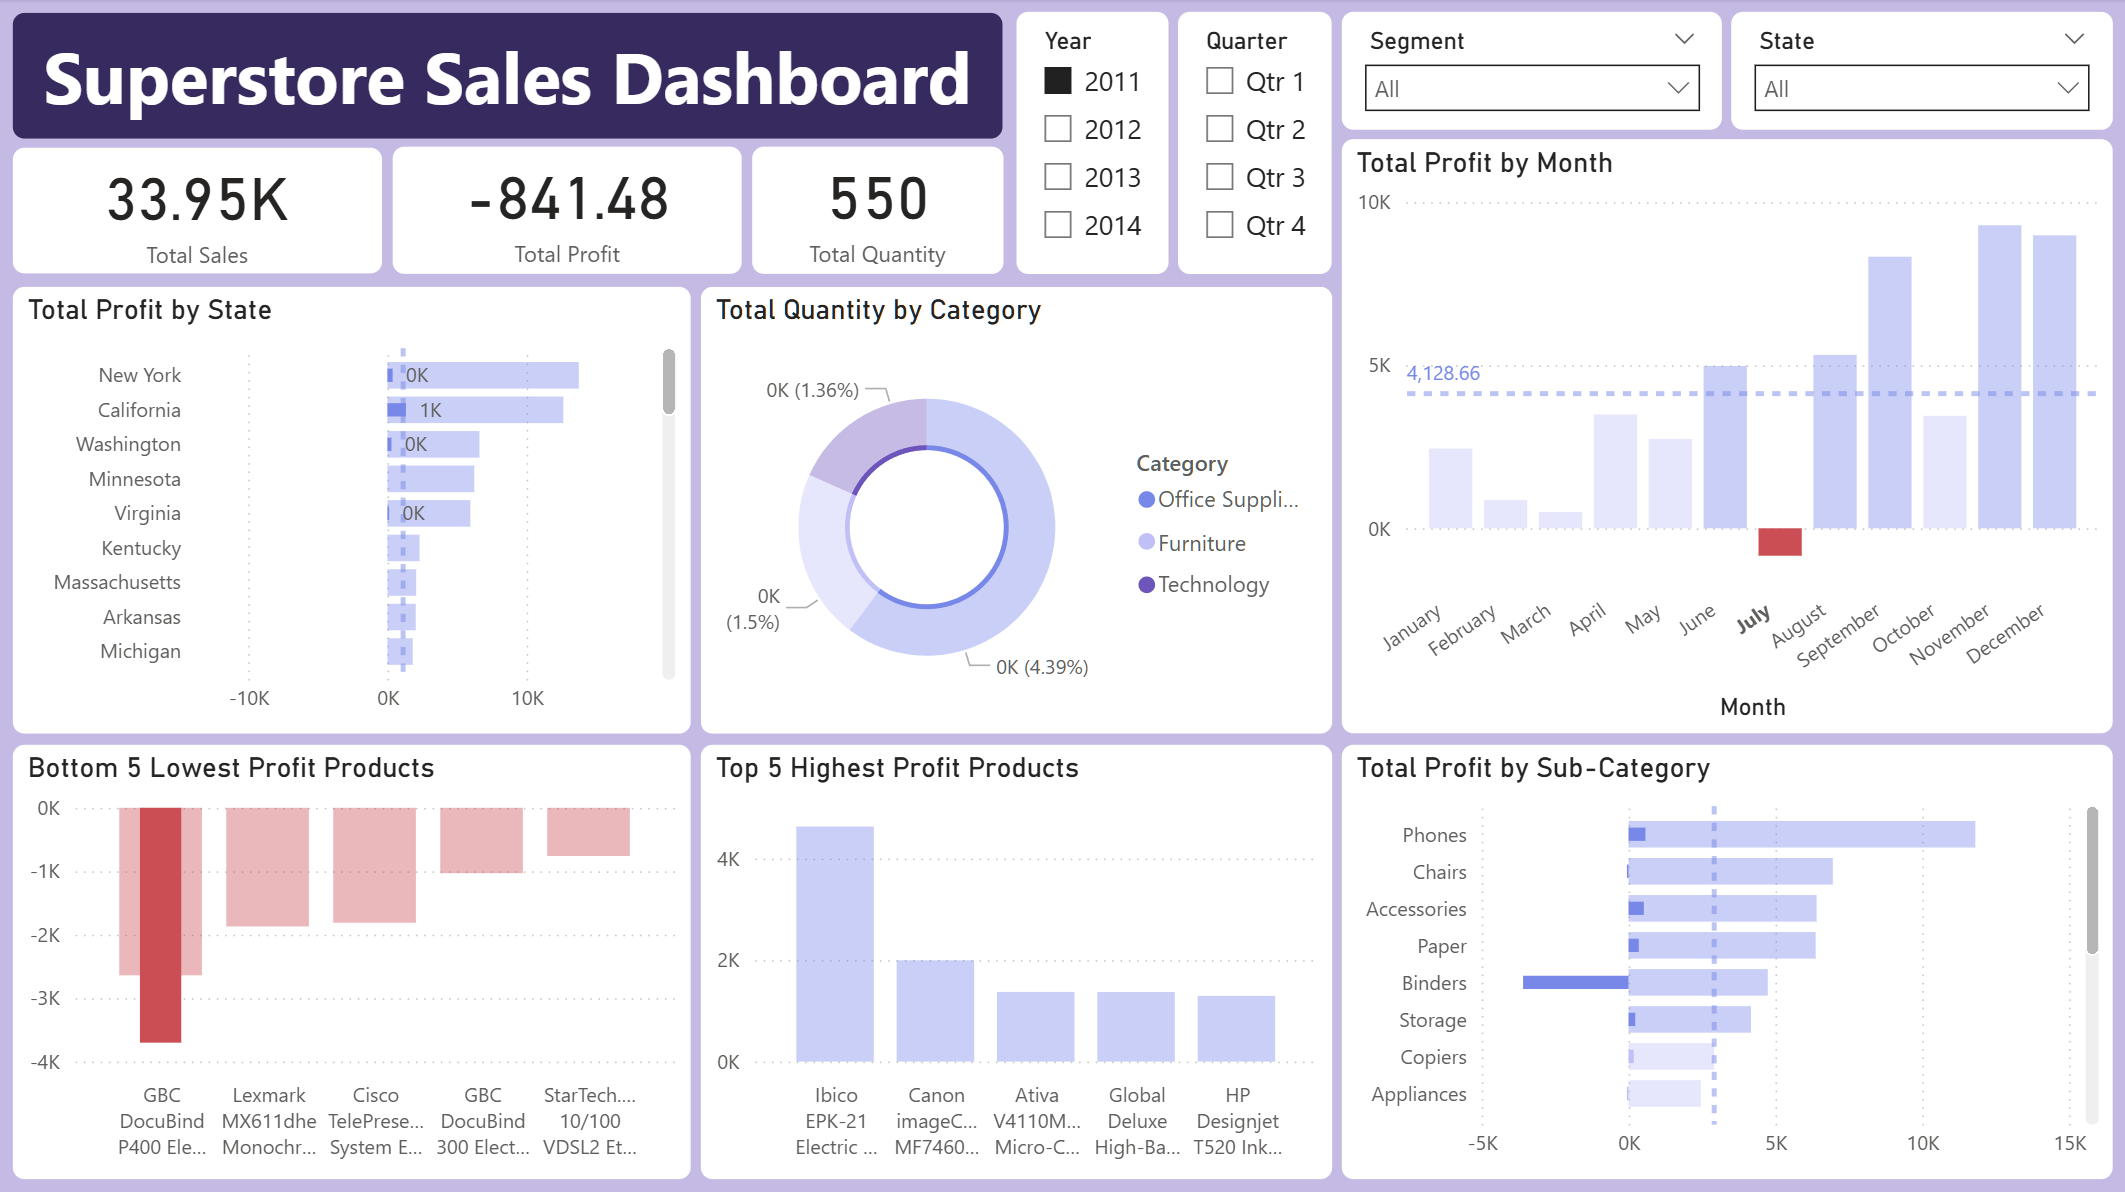 Superstore Sales Dashboard
Year
2011
2012
2013
2014
Quarter
Qtr 1
Qtr 2
Qtr 3
Qtr 4
Segment
All
State
All
33.95K
Total Sales
-841.48
Total Profit
550
Total Quantity
Total Profit by Month
10K
5K
0K
4,128.66
January
February
March
April
May
June
July
August
September
October
November
December
Month
Total Profit by State
New York
California
Washington
Minnesota
Virginia
Kentucky
Massachusetts
Arkansas
Michigan
0K
1K
0K
0K
-10K
0K
10K
Total Quantity by Category
0K (1.36%)
0K
(1.5%)
0K (4.39%)
Category
Office Suppli...
Furniture
Technology
Bottom 5 Lowest Profit Products
0K
-1K
-2K
-3K
-4K
GBC
DocuBind
P400 Ele...
Lexmark
MX611dhe
Monochr...
Cisco
TelePrese...
System E...
GBC
DocuBind
300 Elect...
StarTech....
10/100
VDSL2 Et...
Top 5 Highest Profit Products
4K
2K
0K
Ibico
EPK-21
Electric ...
Canon
imageC...
MF7460...
Ativa
V4110M...
Micro-C...
Global
Deluxe
High-Ba...
HP
Designjet
T520 Ink...
Total Profit by Sub-Category
Phones
Chairs
Accessories
Paper
Binders
Storage
Copiers
Appliances
-5K
0K
5K
10K
15K